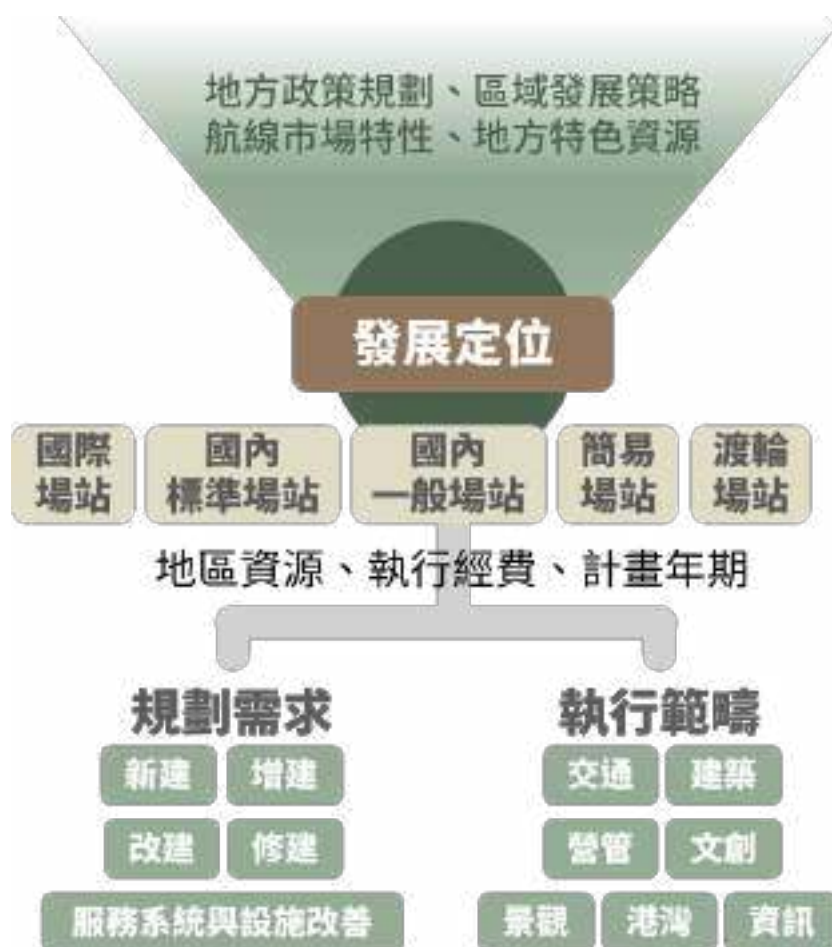 地方政策規劃、區域發展策略
航線市場特性、地方特色資源
發展定位
國際
場站
國內
標準場站
國內
一般場站
簡易
場站
渡輪
場站
地區資源、執行經費、計畫年期
規劃需求
新建
增建
改建
修建
服務系統與設施改善
執行範疇
交通
建築
營管
文創
景觀
港灣
資訊